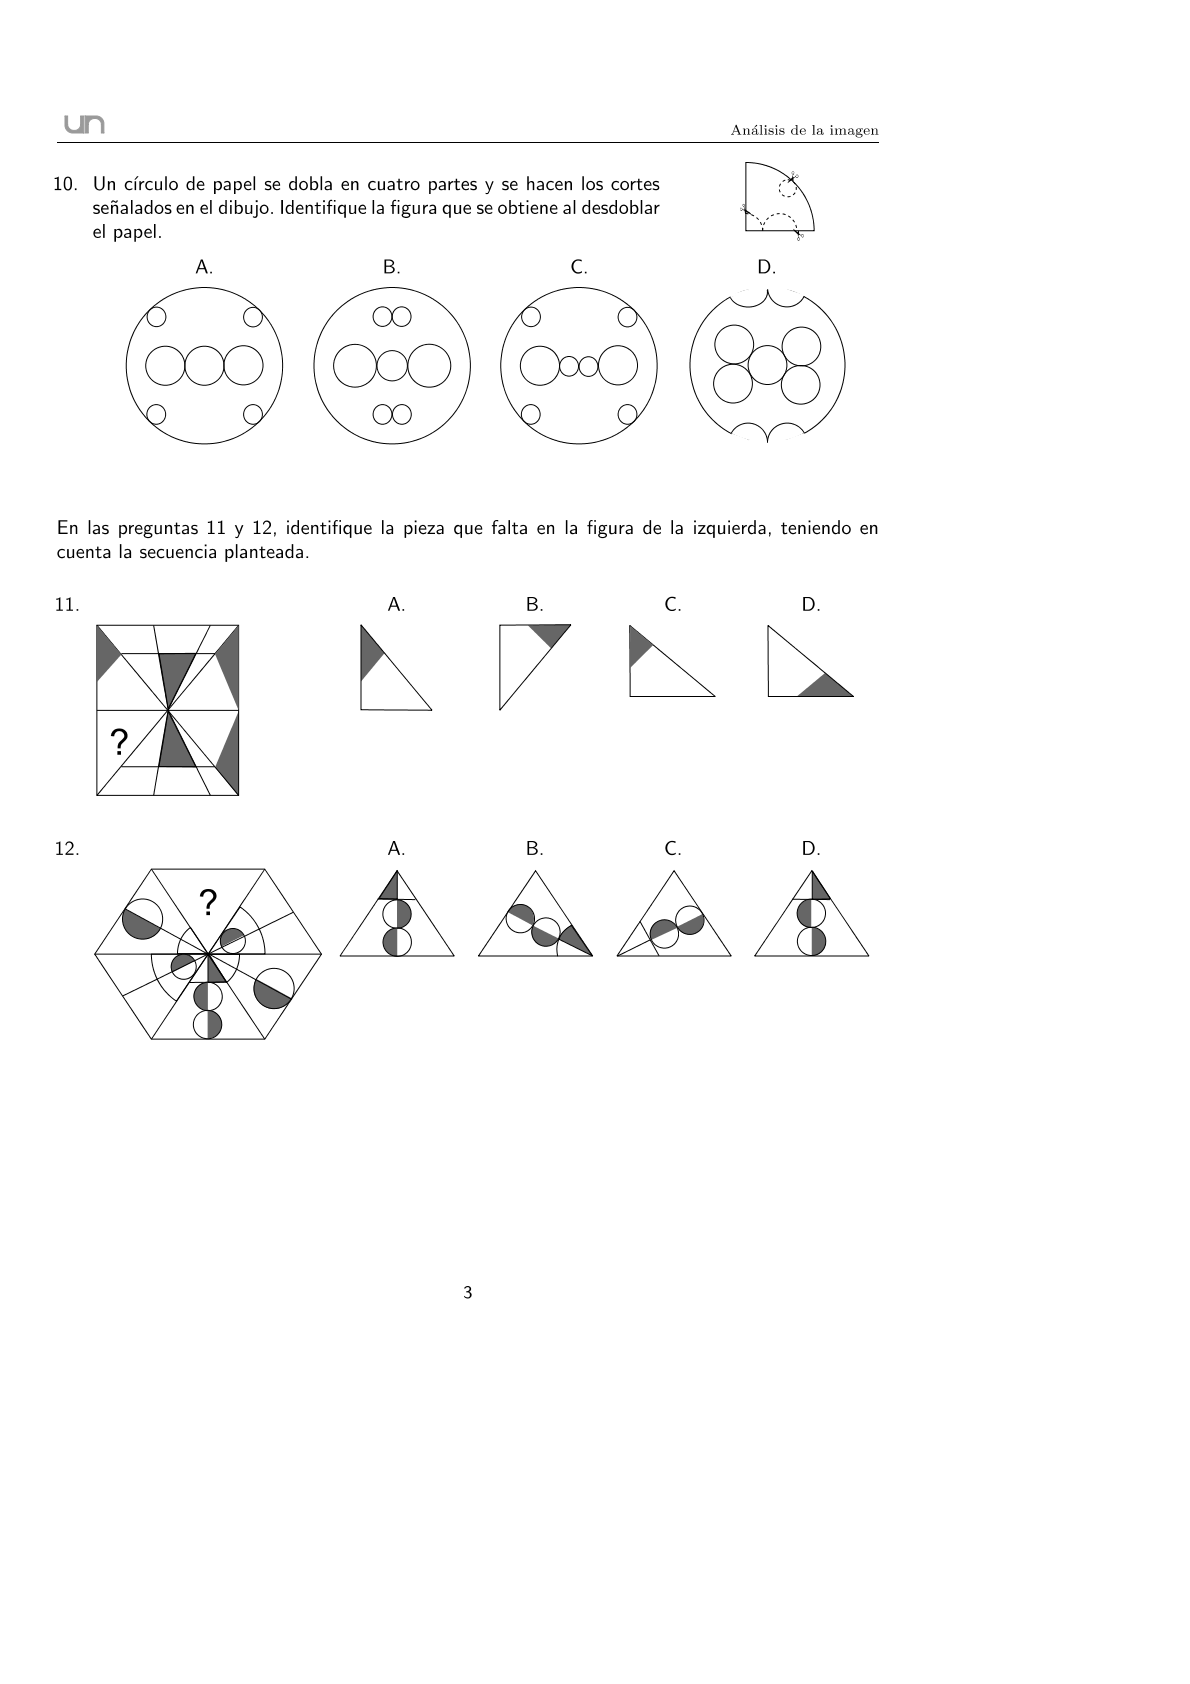 un
Análisis de la imagen
10. Un círculo de papel se dobla en cuatro partes y se hacen los cortes
señalados en el dibujo. Identifique la figura que se obtiene al desdoblar
el papel.
A. B. C. D.
En las preguntas 11 y 12, identifique la pieza que falta en la figura de la izquierda, teniendo en
cuenta la secuencia planteada.
11. A. B. C. D.
?
12. A. B. C. D.
?
3